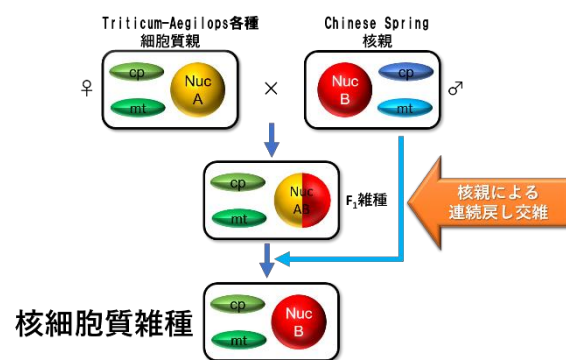 Triticum-Aegilops各種
細胞質親
Chinese Spring
核親
♀
cp
mt
Nuc
A
×
Nuc
B
cp
mt
♂
cp
mt
Nuc
AB
F₁雑種
核親による
連続戻し交雑
核細胞質雑種
cp
mt
Nuc
B